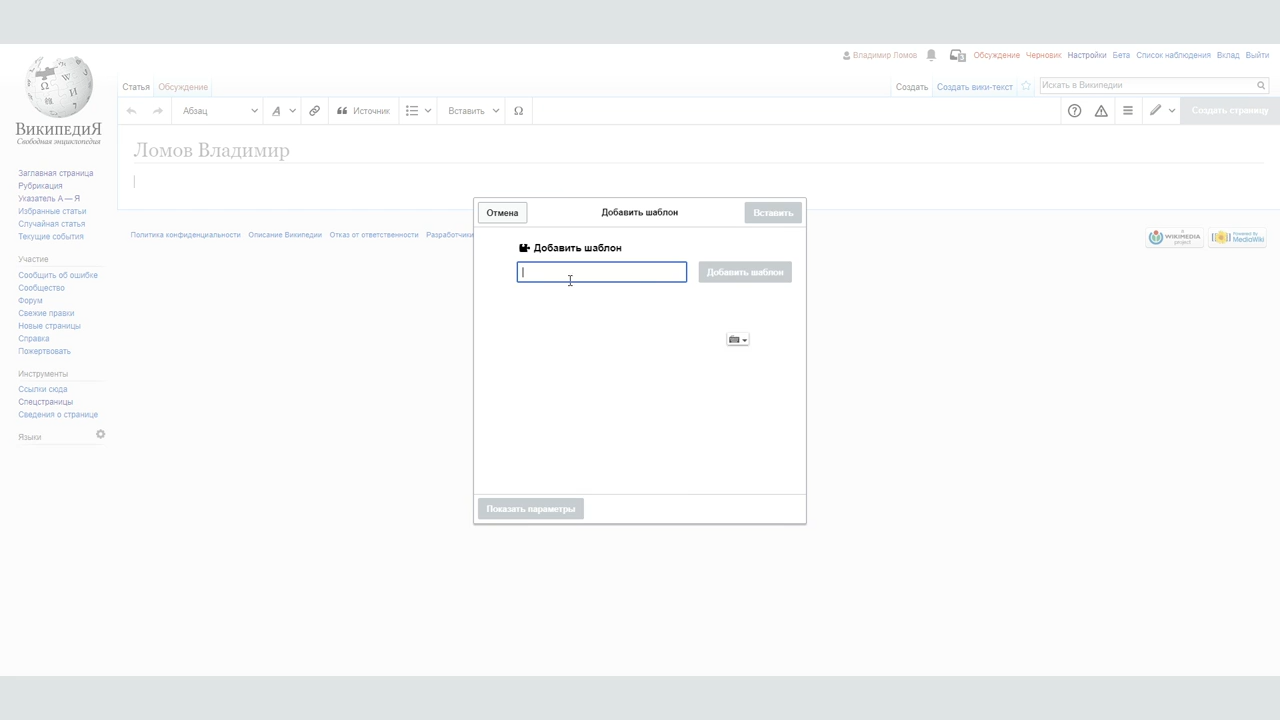 Владимир Ломов
3
Обсуждение
Черновик
Настройки
Бета
Список наблюдения
Вклад
Выйти
Статья
Обсуждение
Создать
Создать вики-текст
Искать в Википедии
Абзац
A
Источник
Вставить
Ω
Создать страницу
ВИКИПЕДИЯ
Свободная энциклопедия
Ломов Владимир
Заглавная страница
Рубрикация
Указатель А — Я
Избранные статьи
Случайная статья
Текущие события
Участие
Сообщить об ошибке
Сообщество
Форум
Свежие правки
Новые страницы
Справка
Пожертвовать
Инструменты
Ссылки сюда
Спецстраницы
Сведения о странице
Языки
Отмена
Добавить шаблон
Вставить
Добавить шаблон
Добавить шаблон
Показать параметры
Политика конфиденциальности
Описание Википедии
Отказ от ответственности
Разработчики
A
WIKIMEDIA
project
Powered By
MediaWiki